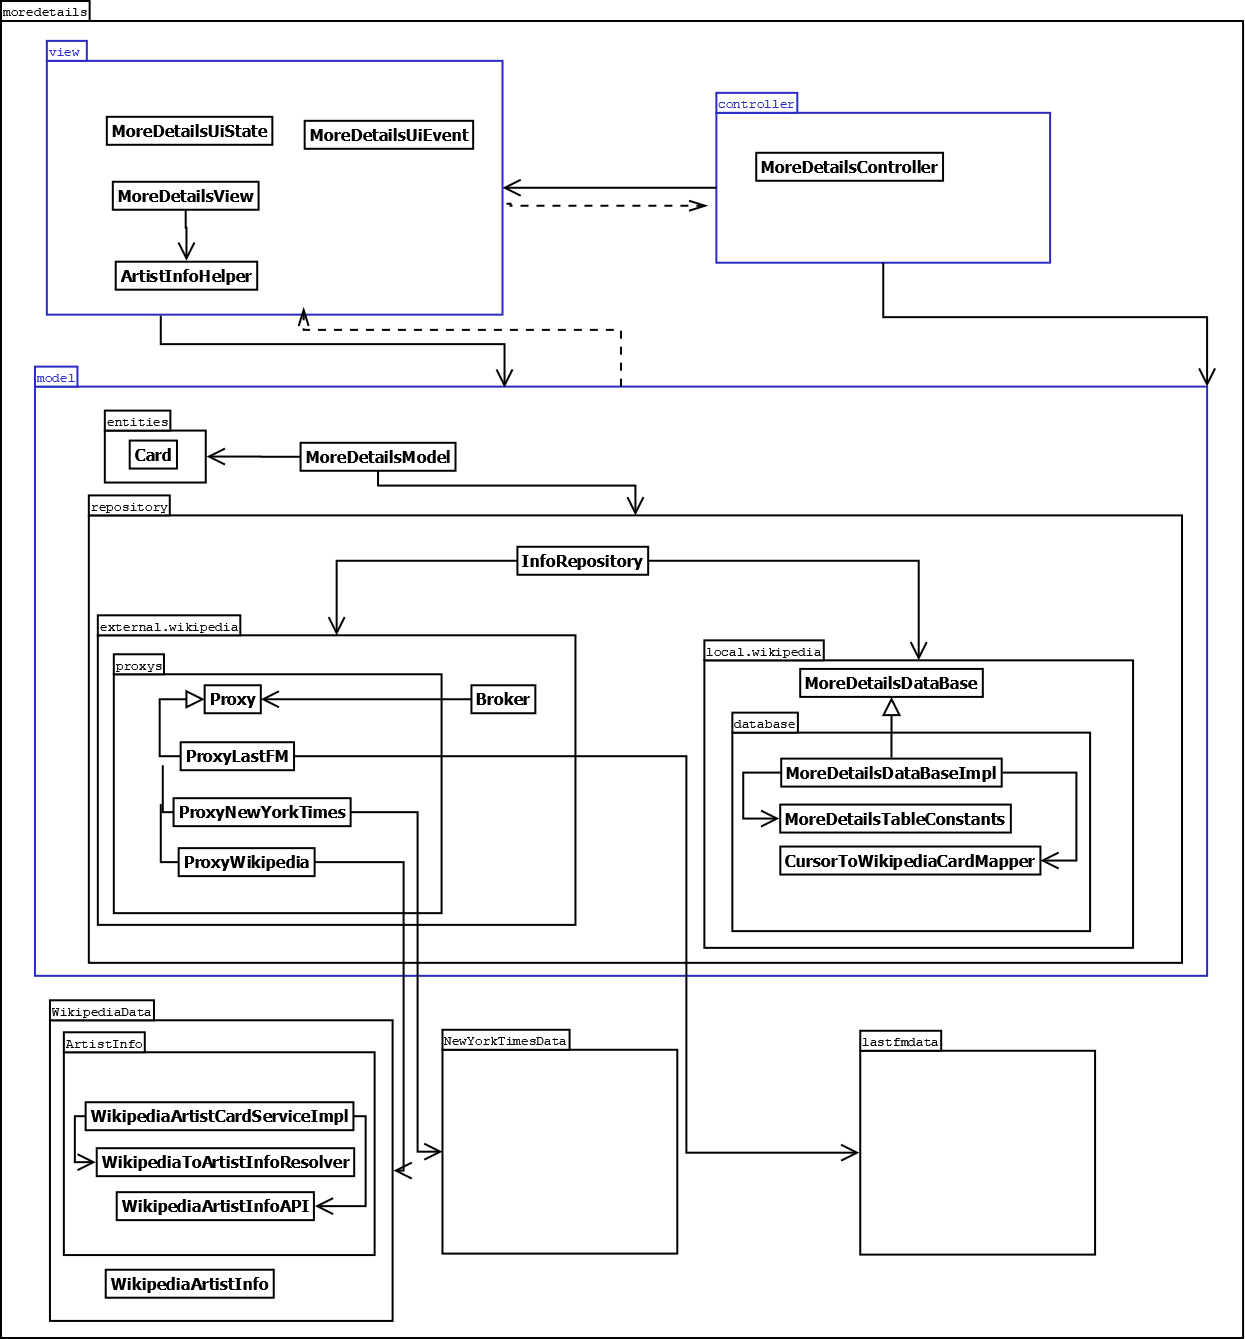 moredetails
view
controller
MoreDetailsUiState
MoreDetailsUiEvent
MoreDetailsController
MoreDetailsView
ArtistInfoHelper
model
entities
Card
MoreDetailsModel
repository
InfoRepository
external.wikipedia
local.wikipedia
proxys
MoreDetailsDataBase
Proxy
Broker
database
ProxyLastFM
MoreDetailsDataBaseImpl
ProxyNewYorkTimes
MoreDetailsTableConstants
ProxyWikipedia
CursorToWikipediaCardMapper
WikipediaData
ArtistInfo
NewYorkTimesData
lastfmdata
WikipediaArtistCardServiceImpl
WikipediaToArtistInfoResolver
WikipediaArtistInfoAPI
WikipediaArtistInfo